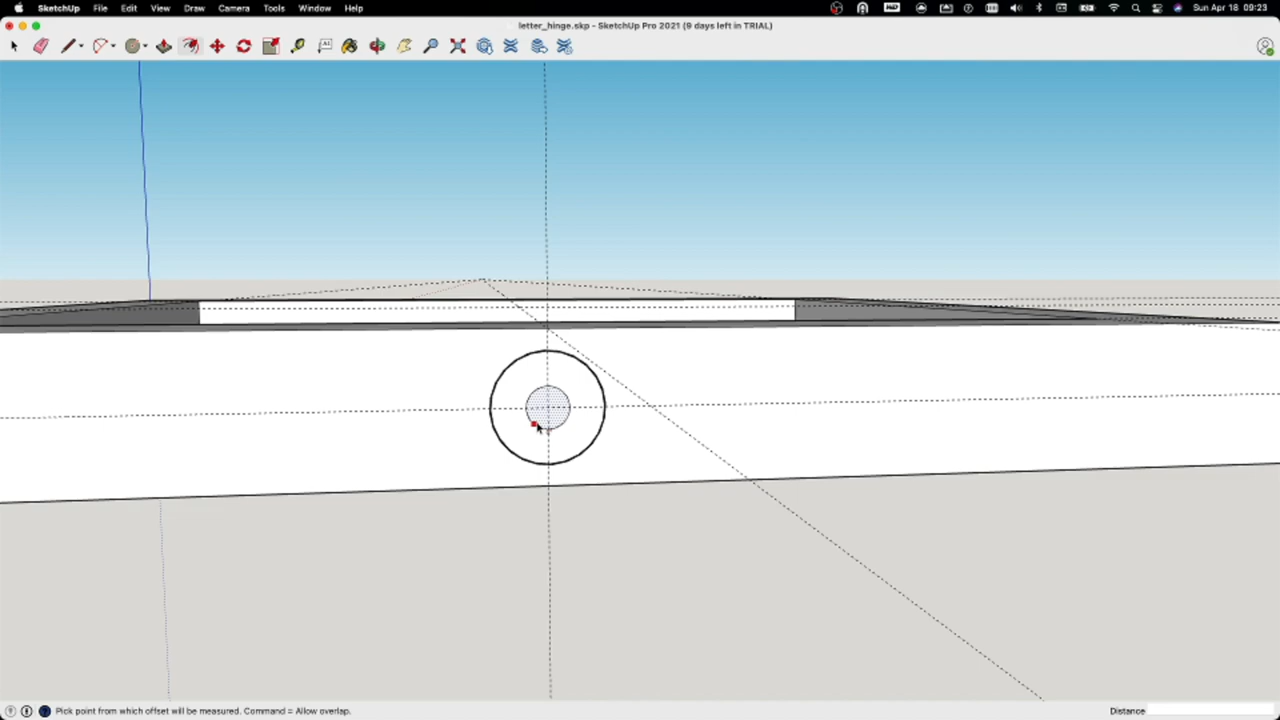 SketchUp File Edit View Draw Camera Tools Window Help Sun Apr 18 09:23
letter_hinge.skp - SketchUp Pro 2021 (9 days left in TRIAL)
Pick point from which offset will be measured. Command = Allow overlap. Distance